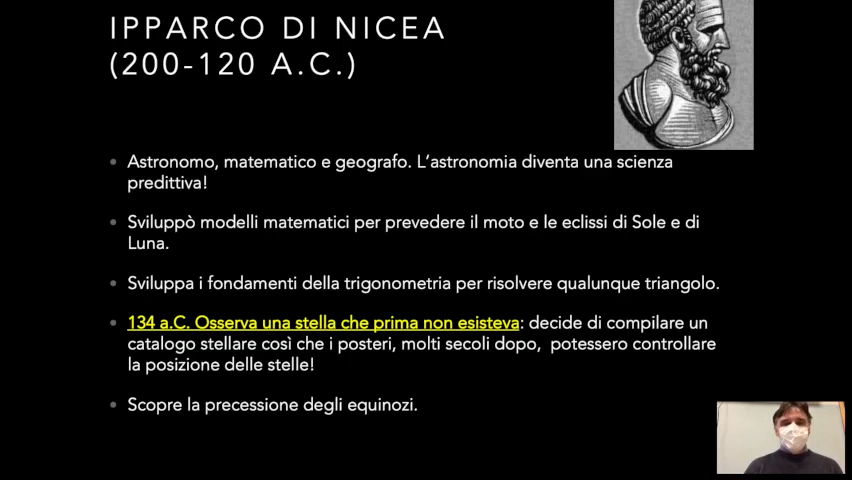 IPPARCO DI NICEA
(200-120 A.C.)
Astronomo, matematico e geografo. L'astronomia diventa una scienza
predittiva!
Sviluppò modelli matematici per prevedere il moto e le eclissi di Sole e di
Luna.
Sviluppa i fondamenti della trigonometria per risolvere qualunque triangolo.
134 a.C. Osserva una stella che prima non esisteva: decide di compilare un
catalogo stellare così che i posteri, molti secoli dopo, potessero controllare
la posizione delle stelle!
Scopre la precessione degli equinozi.